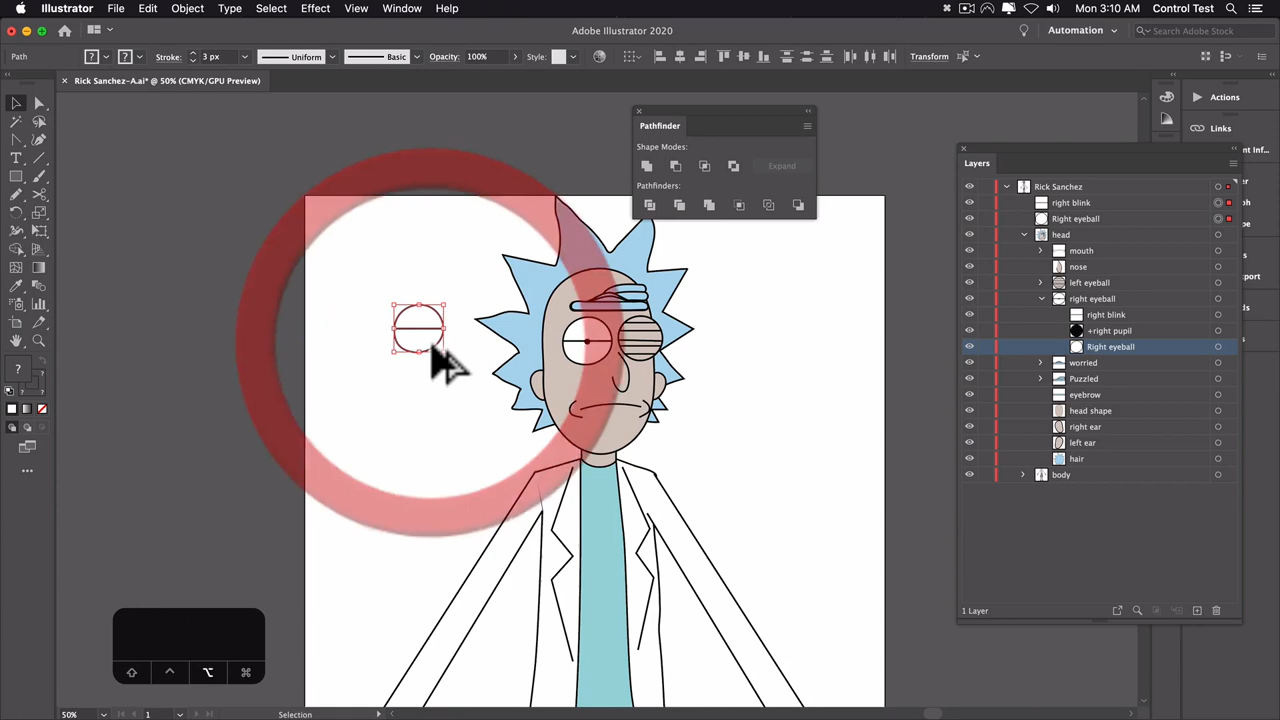 Illustrator File Edit Object Type Select Effect View Window Help
Mon 3:10 AM Control Test
Adobe Illustrator 2020
Automation
Search Adobe Stock
Path
?
?
Stroke: 3 px
Uniform
Basic
Opacity: 100%
Style:
Transform
Rick Sanchez-A.ai* @ 50% (CMYK/GPU Preview)
Pathfinder
Shape Modes:
Expand
Pathfinders:
Layers
Rick Sanchez
right blink
Right eyeball
head
mouth
nose
left eyeball
right eyeball
right blink
+right pupil
Right eyeball
worried
Puzzled
eyebrow
head shape
right ear
left ear
hair
body
1 Layer
Actions
Links
ent Inf...
xport
?
50%
1
Selection